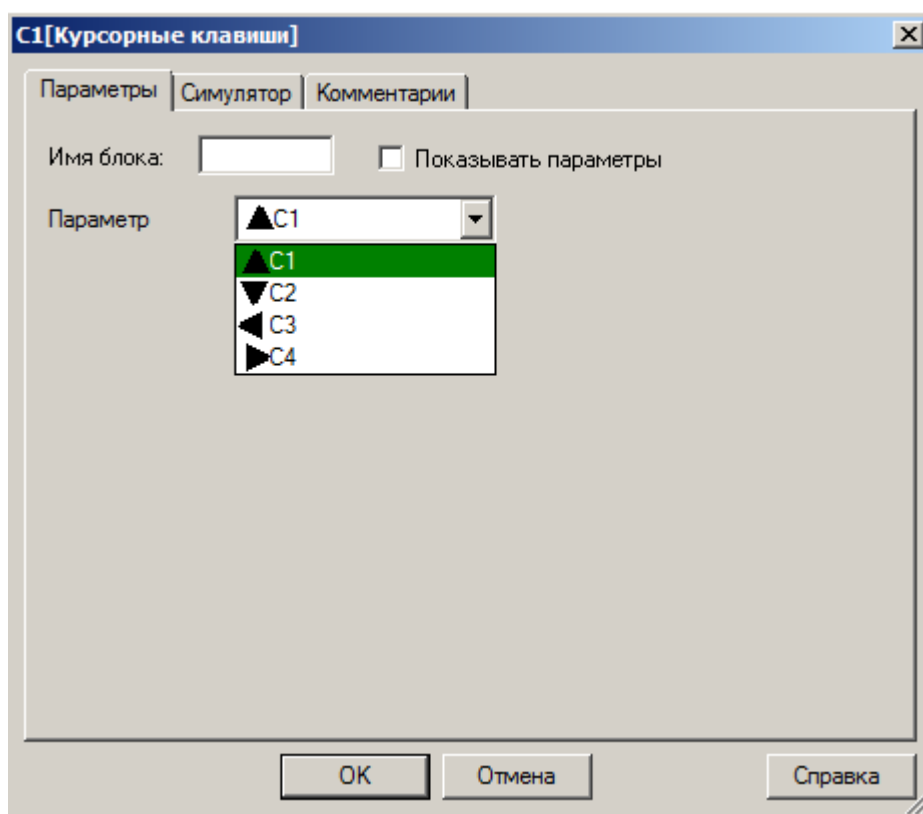 C1[Курсорные клавиши]
Параметры Симулятор Комментарии
Имя блока: Показывать параметры
Параметр ▲C1
▲C1
▼C2
◀C3
▶C4
OK Отмена Справка